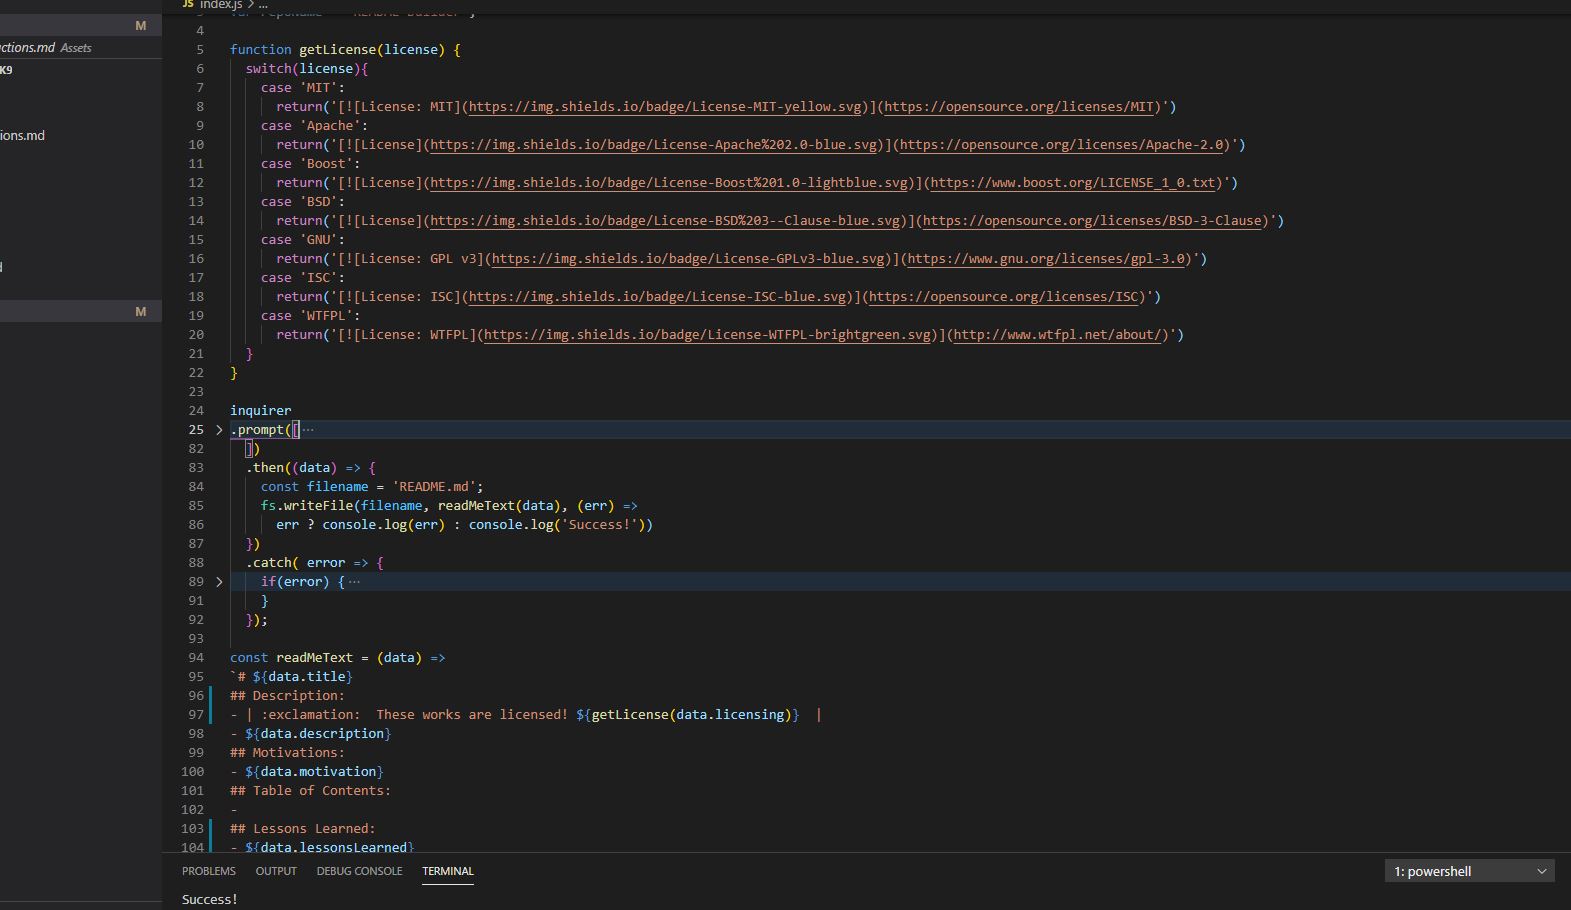 JS index.js > ...
M
ctions.md Assets
K9
ions.md
M
4
5 function getLicense(license) {
6 switch(license){
7 case 'MIT':
8 return('[![License: MIT](https://img.shields.io/badge/License-MIT-yellow.svg)](https://opensource.org/licenses/MIT)')
9 case 'Apache':
10 return('[![License](https://img.shields.io/badge/License-Apache%202.0-blue.svg)](https://opensource.org/licenses/Apache-2.0)')
11 case 'Boost':
12 return('[![License](https://img.shields.io/badge/License-Boost%201.0-lightblue.svg)](https://www.boost.org/LICENSE_1_0.txt)')
13 case 'BSD':
14 return('[![License](https://img.shields.io/badge/License-BSD%203--Clause-blue.svg)](https://opensource.org/licenses/BSD-3-Clause)')
15 case 'GNU':
16 return('[![License: GPL v3](https://img.shields.io/badge/License-GPLv3-blue.svg)](https://www.gnu.org/licenses/gpl-3.0)')
17 case 'ISC':
18 return('[![License: ISC](https://img.shields.io/badge/License-ISC-blue.svg)](https://opensource.org/licenses/ISC)')
19 case 'WTFPL':
20 return('[![License: WTFPL](https://img.shields.io/badge/License-WTFPL-brightgreen.svg)](http://www.wtfpl.net/about/)')
21 }
22 }
23
24 inquirer
25 > .prompt([ ···
82 ])
83 .then((data) => {
84 const filename = 'README.md';
85 fs.writeFile(filename, readMeText(data), (err) =>
86 err ? console.log(err) : console.log('Success!'))
87 })
88 .catch( error => {
89 > if(error) { ···
91 }
92 });
93
94 const readMeText = (data) =>
95 `# ${data.title}
96 ## Description:
97 - | :exclamation:  These works are licensed! ${getLicense(data.licensing)}  |
98 - ${data.description}
99 ## Motivations:
100 - ${data.motivation}
101 ## Table of Contents:
102 -
103 ## Lessons Learned:
104 - ${data.lessonsLearned}
PROBLEMS OUTPUT DEBUG CONSOLE TERMINAL 1: powershell
Success!